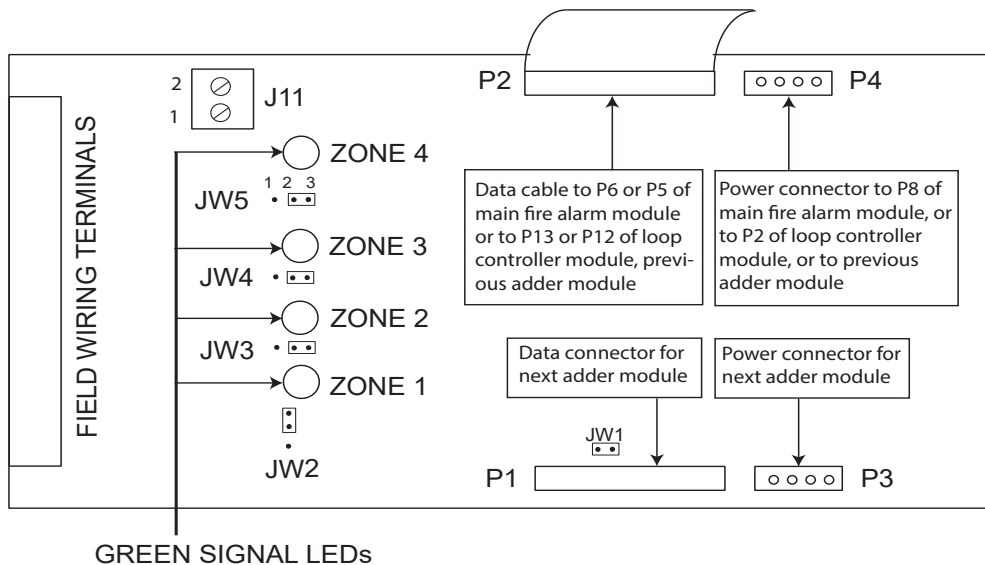 P2
P4
2
1
J11
FIELD WIRING TERMINALS
ZONE 4
1 2 3
JW5
ZONE 3
JW4
ZONE 2
JW3
ZONE 1
JW2
Data cable to P6 or P5 of
main fire alarm module
or to P13 or P12 of loop
controller module, previ-
ous adder module
Power connector to P8 of
main fire alarm module, or
to P2 of loop controller
module, or to previous
adder module
Data connector for
next adder module
Power connector for
next adder module
JW1
P1
P3
GREEN SIGNAL LEDs